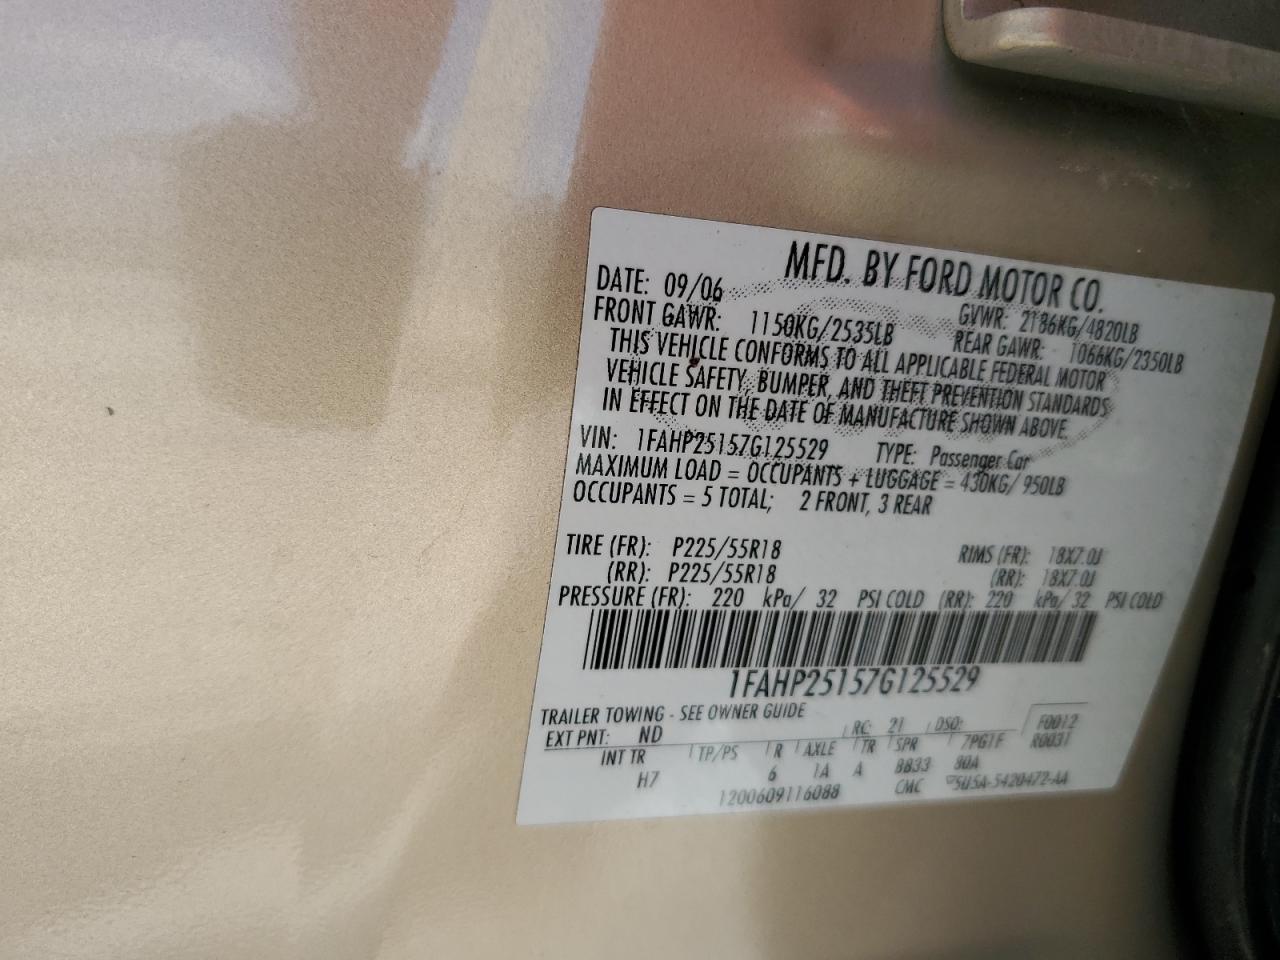 MFD. BY FORD MOTOR CO.
DATE: 09/06 GVWR: 2186KG/4820LB
FRONT GAWR: 1150KG/2535LB REAR GAWR: 1066KG/2350LB
THIS VEHICLE CONFORMS TO ALL APPLICABLE FEDERAL MOTOR
VEHICLE SAFETY, BUMPER, AND THEFT PREVENTION STANDARDS
IN EFFECT ON THE DATE OF MANUFACTURE SHOWN ABOVE.
VIN: 1FAHP25157G125529 TYPE: Passenger Car
MAXIMUM LOAD = OCCUPANTS + LUGGAGE = 430KG/ 950LB
OCCUPANTS = 5 TOTAL; 2 FRONT, 3 REAR
TIRE (FR): P225/55R18 RIMS (FR): 18X7.0J
(RR): P225/55R18 (RR): 18X7.0J
PRESSURE (FR): 220 kPa/ 32 PSI COLD (RR): 220 kPa/ 32 PSI COLD
1FAHP25157G125529
TRAILER TOWING - SEE OWNER GUIDE
EXT PNT: ND RC: 21 DSO: F0012
INT TR TP/PS R AXLE TR SPR 7PG1F R0031
H7 6 1A A BB33 80A
1200609116088 CMC 5U5A-5420472-AA